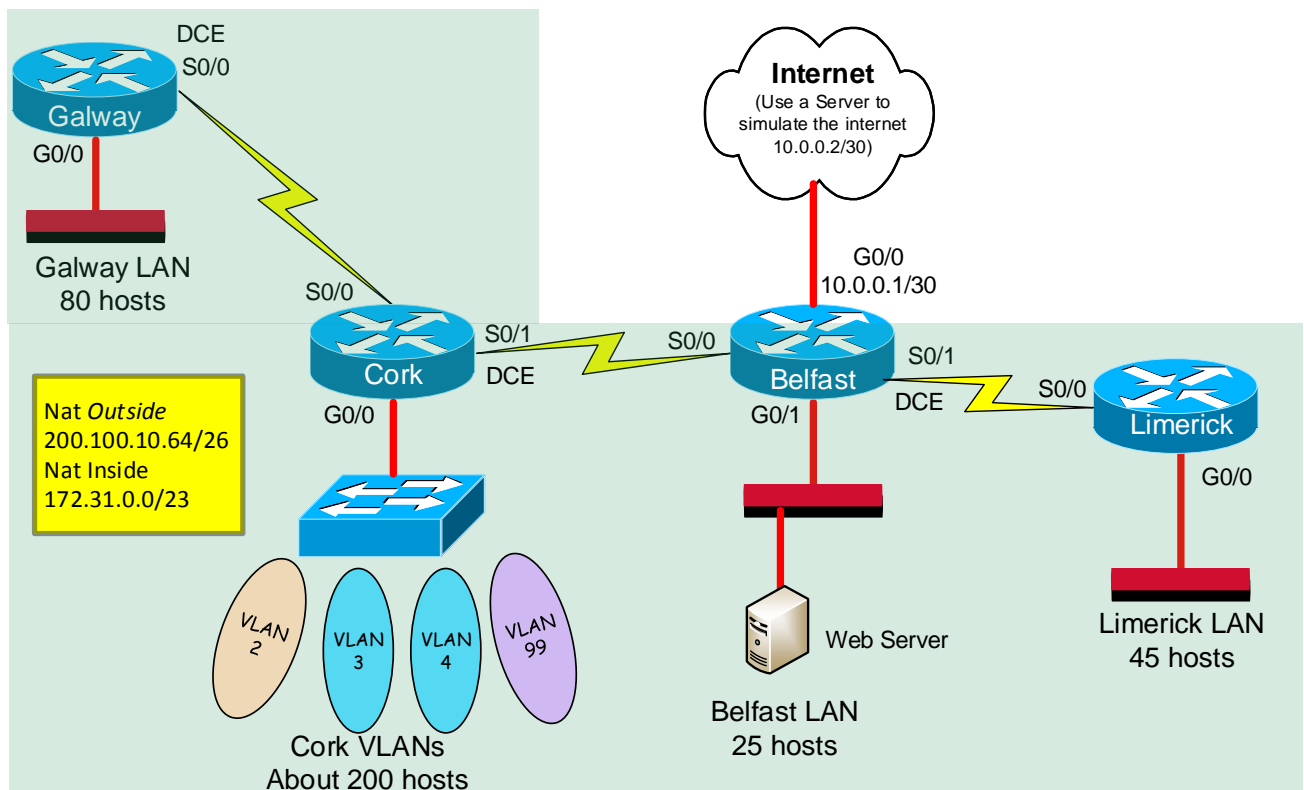 DCE
S0/0
Galway
G0/0
Galway LAN
80 hosts
Internet
(Use a Server to
simulate the internet
10.0.0.2/30)
G0/0
10.0.0.1/30
S0/0
Cork
S0/1
DCE
G0/0
S0/0
Belfast
S0/1
DCE
G0/1
S0/0
Limerick
G0/0
Nat Outside
200.100.10.64/26
Nat Inside
172.31.0.0/23
VLAN
2
VLAN
3
VLAN
4
VLAN
99
Cork VLANs
About 200 hosts
Web Server
Belfast LAN
25 hosts
Limerick LAN
45 hosts